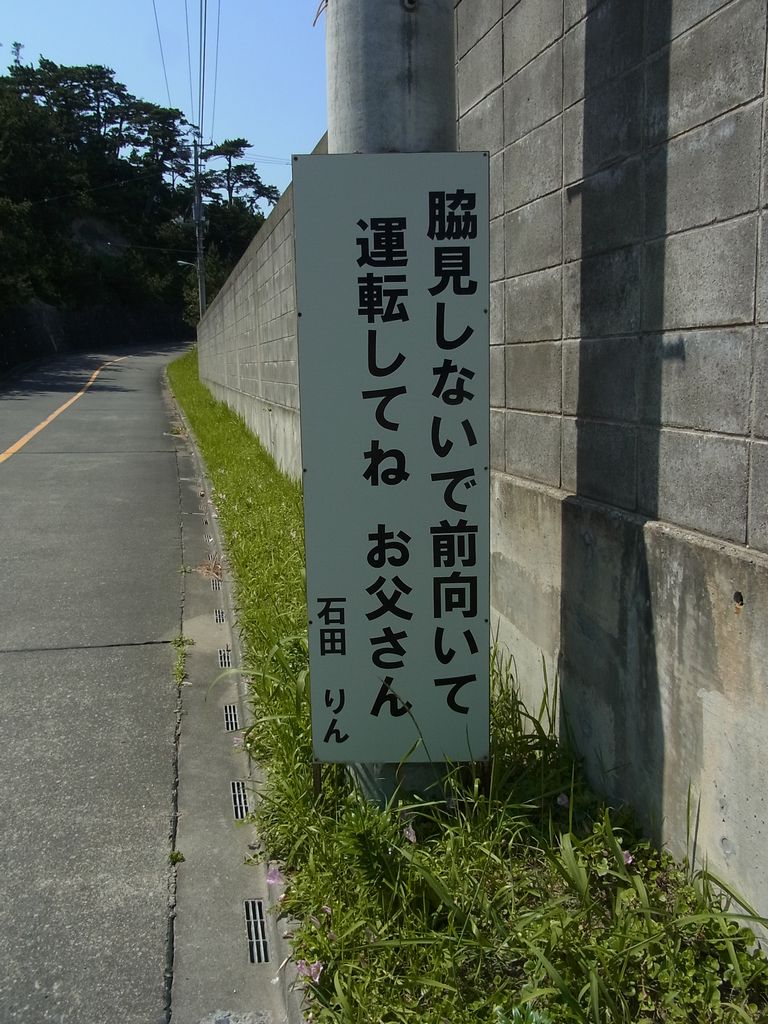 脇見しないで前向いて
運転してね お父さん
石田 りん